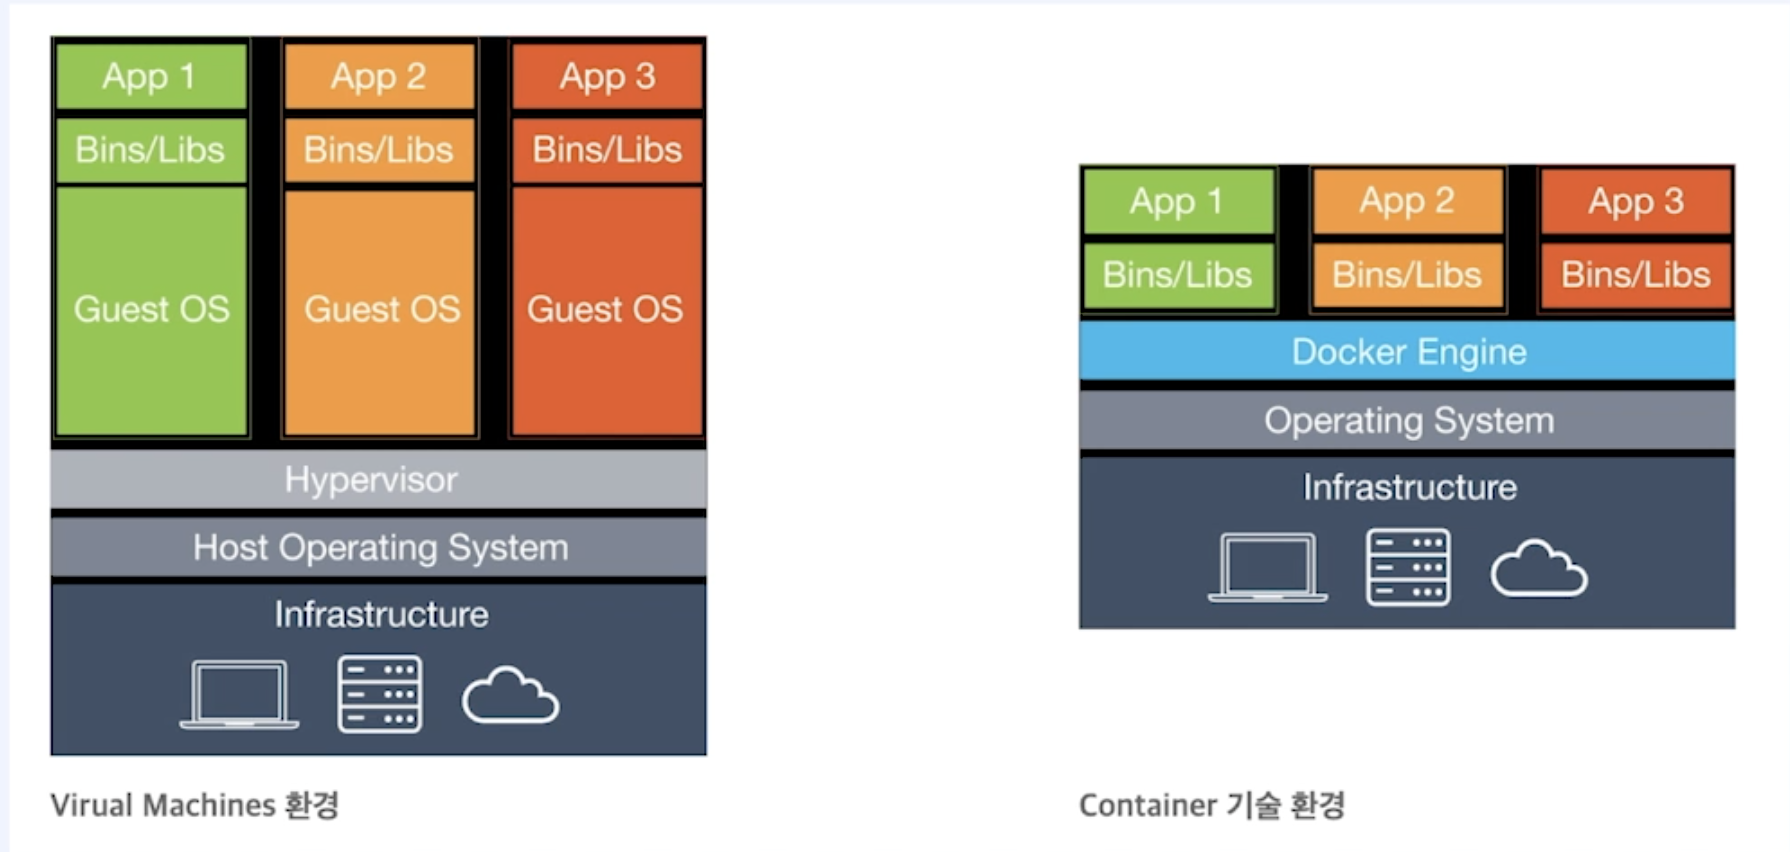 App 1
App 2
App 3
Bins/Libs
Bins/Libs
Bins/Libs
Guest OS
Guest OS
Guest OS
Hypervisor
Host Operating System
Infrastructure
Virual Machines 환경
App 1
App 2
App 3
Bins/Libs
Bins/Libs
Bins/Libs
Docker Engine
Operating System
Infrastructure
Container 기술 환경